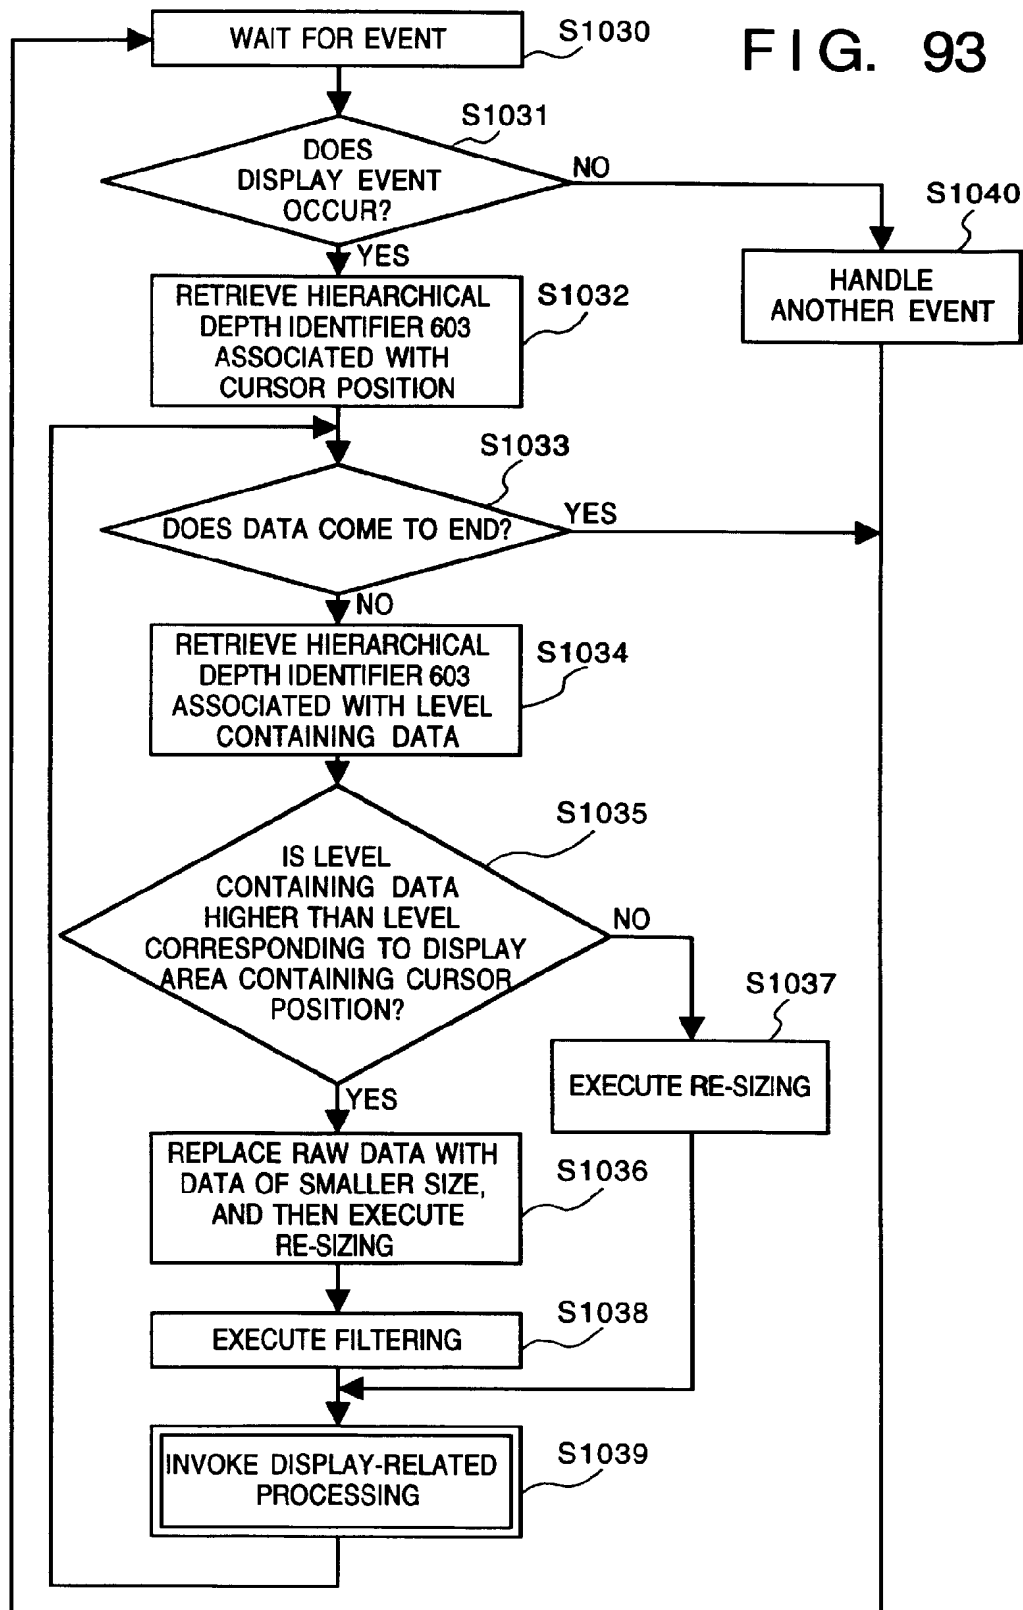 FIG. 93
WAIT FOR EVENT
S1030
DOES
DISPLAY EVENT
OCCUR?
S1031
NO
YES
S1040
HANDLE
ANOTHER EVENT
RETRIEVE HIERARCHICAL
DEPTH IDENTIFIER 603
ASSOCIATED WITH
CURSOR POSITION
S1032
S1033
DOES DATA COME TO END?
YES
NO
RETRIEVE HIERARCHICAL
DEPTH IDENTIFIER 603
ASSOCIATED WITH LEVEL
CONTAINING DATA
S1034
S1035
IS LEVEL
CONTAINING DATA
HIGHER THAN LEVEL
CORRESPONDING TO DISPLAY
AREA CONTAINING CURSOR
POSITION?
NO
YES
S1037
EXECUTE RE-SIZING
REPLACE RAW DATA WITH
DATA OF SMALLER SIZE,
AND THEN EXECUTE
RE-SIZING
S1036
EXECUTE FILTERING
S1038
INVOKE DISPLAY-RELATED
PROCESSING
S1039